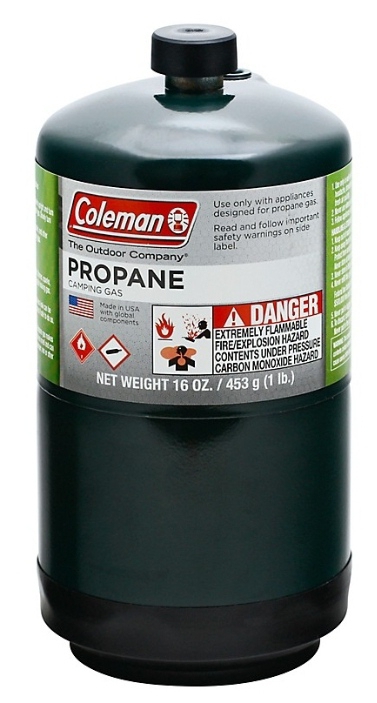 Coleman
The Outdoor Company®
PROPANE
CAMPING GAS
Made in USA
with global
components
Use only with appliances
designed for propane gas.
Read and follow important
safety warnings on side
label.
DANGER
EXTREMELY FLAMMABLE
FIRE/EXPLOSION HAZARD
CONTENTS UNDER PRESSURE
CARBON MONOXIDE HAZARD
NET WEIGHT 16 OZ. / 453 g (1 lb.)